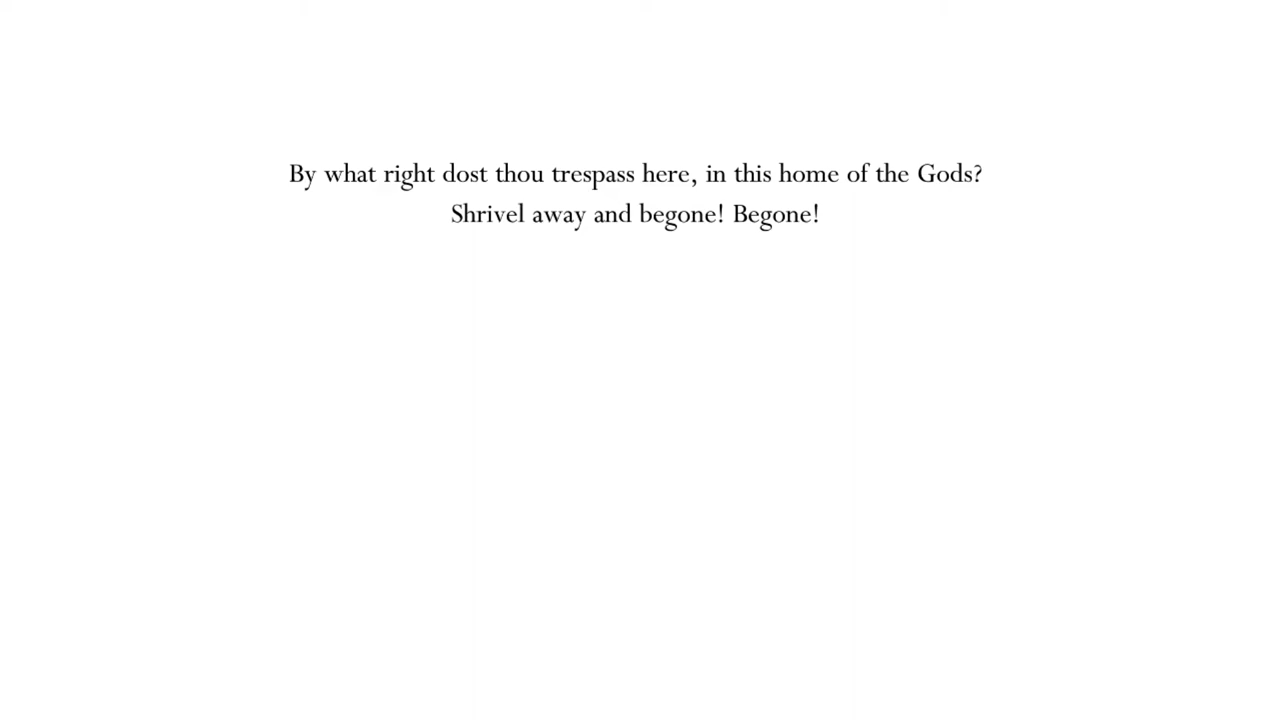 By what right dost thou trespass here, in this home of the Gods?
Shrivel away and begone! Begone!